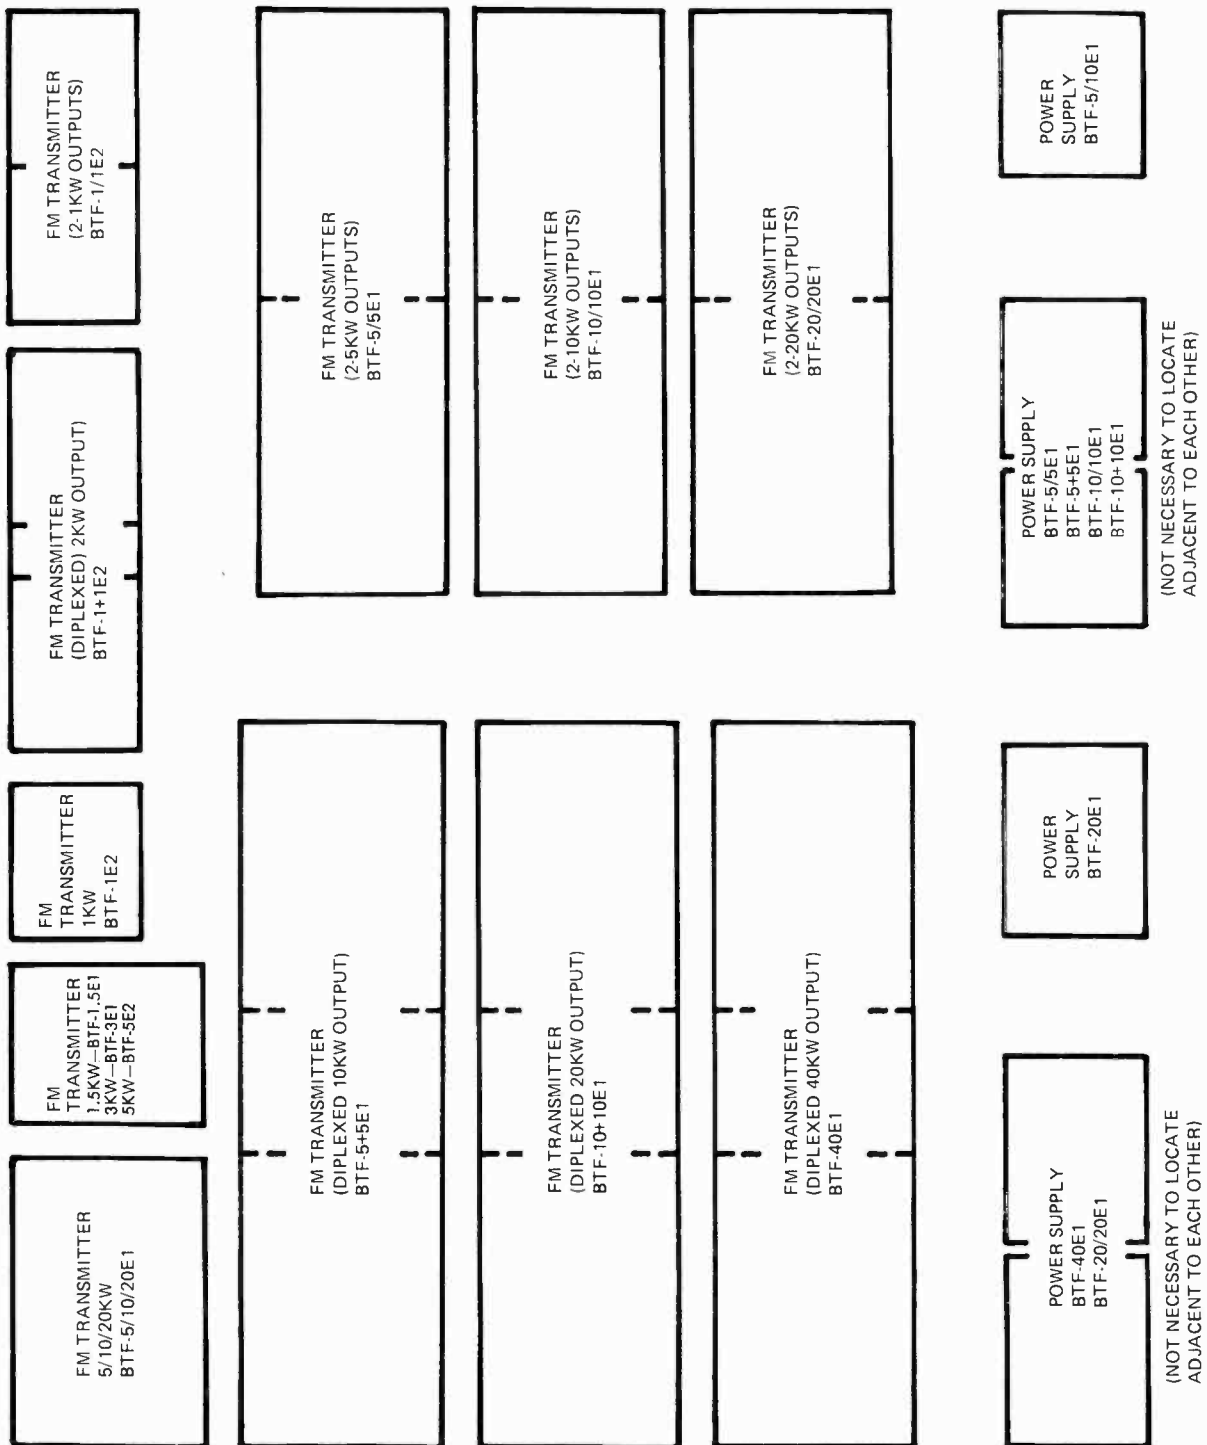 FM TRANSMITTER
5/10/20KW
BTF-5/10/20E1
FM
TRANSMITTER
1.5KW—BTF-1.5E1
3KW—BTF-3E1
5KW—BTF-5E2
FM
TRANSMITTER
1KW
BTF-1E2
FM TRANSMITTER
(DIPLEXED) 2KW OUTPUT)
BTF-1+1E2
FM TRANSMITTER
(2-1KW OUTPUTS)
BTF-1/1E2
FM TRANSMITTER
(DIPLEXED 10KW OUTPUT)
BTF-5+5E1
FM TRANSMITTER
(2-5KW OUTPUTS)
BTF-5/5E1
FM TRANSMITTER
(DIPLEXED 20KW OUTPUT)
BTF-10+10E1
FM TRANSMITTER
(2-10KW OUTPUTS)
BTF-10/10E1
FM TRANSMITTER
(DIPLEXED 40KW OUTPUT)
BTF-40E1
FM TRANSMITTER
(2-20KW OUTPUTS)
BTF-20/20E1
POWER SUPPLY
BTF-40E1
BTF-20/20E1
(NOT NECESSARY TO LOCATE
ADJACENT TO EACH OTHER)
POWER
SUPPLY
BTF-20E1
POWER SUPPLY
BTF-5/5E1
BTF-5+5E1
BTF-10/10E1
BTF-10+10E1
(NOT NECESSARY TO LOCATE
ADJACENT TO EACH OTHER)
POWER
SUPPLY
BTF-5/10E1